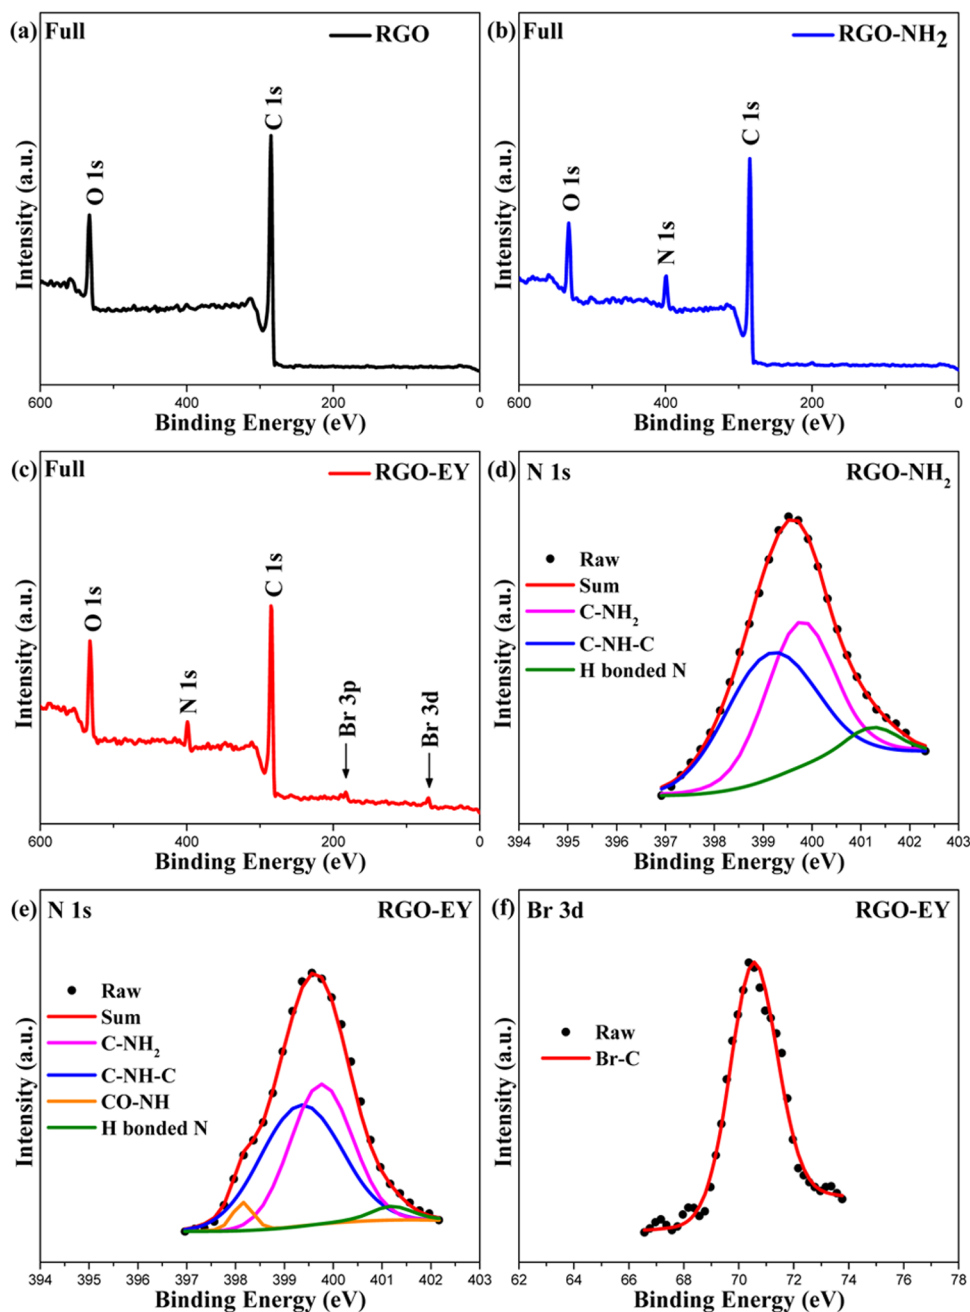 (a) Full
RGO
O 1s
C 1s
Intensity (a.u.)
600
400
200
0
Binding Energy (eV)
(b) Full
RGO-NH₂
O 1s
N 1s
C 1s
Intensity (a.u.)
600
400
200
0
Binding Energy (eV)
(c) Full
RGO-EY
O 1s
N 1s
C 1s
Br 3p
Br 3d
Intensity (a.u.)
600
400
200
0
Binding Energy (eV)
(d) N 1s
RGO-NH₂
Raw
Sum
C-NH₂
C-NH-C
H bonded N
Intensity (a.u.)
394 395 396 397 398 399 400 401 402 403
Binding Energy (eV)
(e) N 1s
RGO-EY
Raw
Sum
C-NH₂
C-NH-C
CO-NH
H bonded N
Intensity (a.u.)
394 395 396 397 398 399 400 401 402 403
Binding Energy (eV)
(f) Br 3d
RGO-EY
Raw
Br-C
Intensity (a.u.)
62 64 66 68 70 72 74 76 78
Binding Energy (eV)